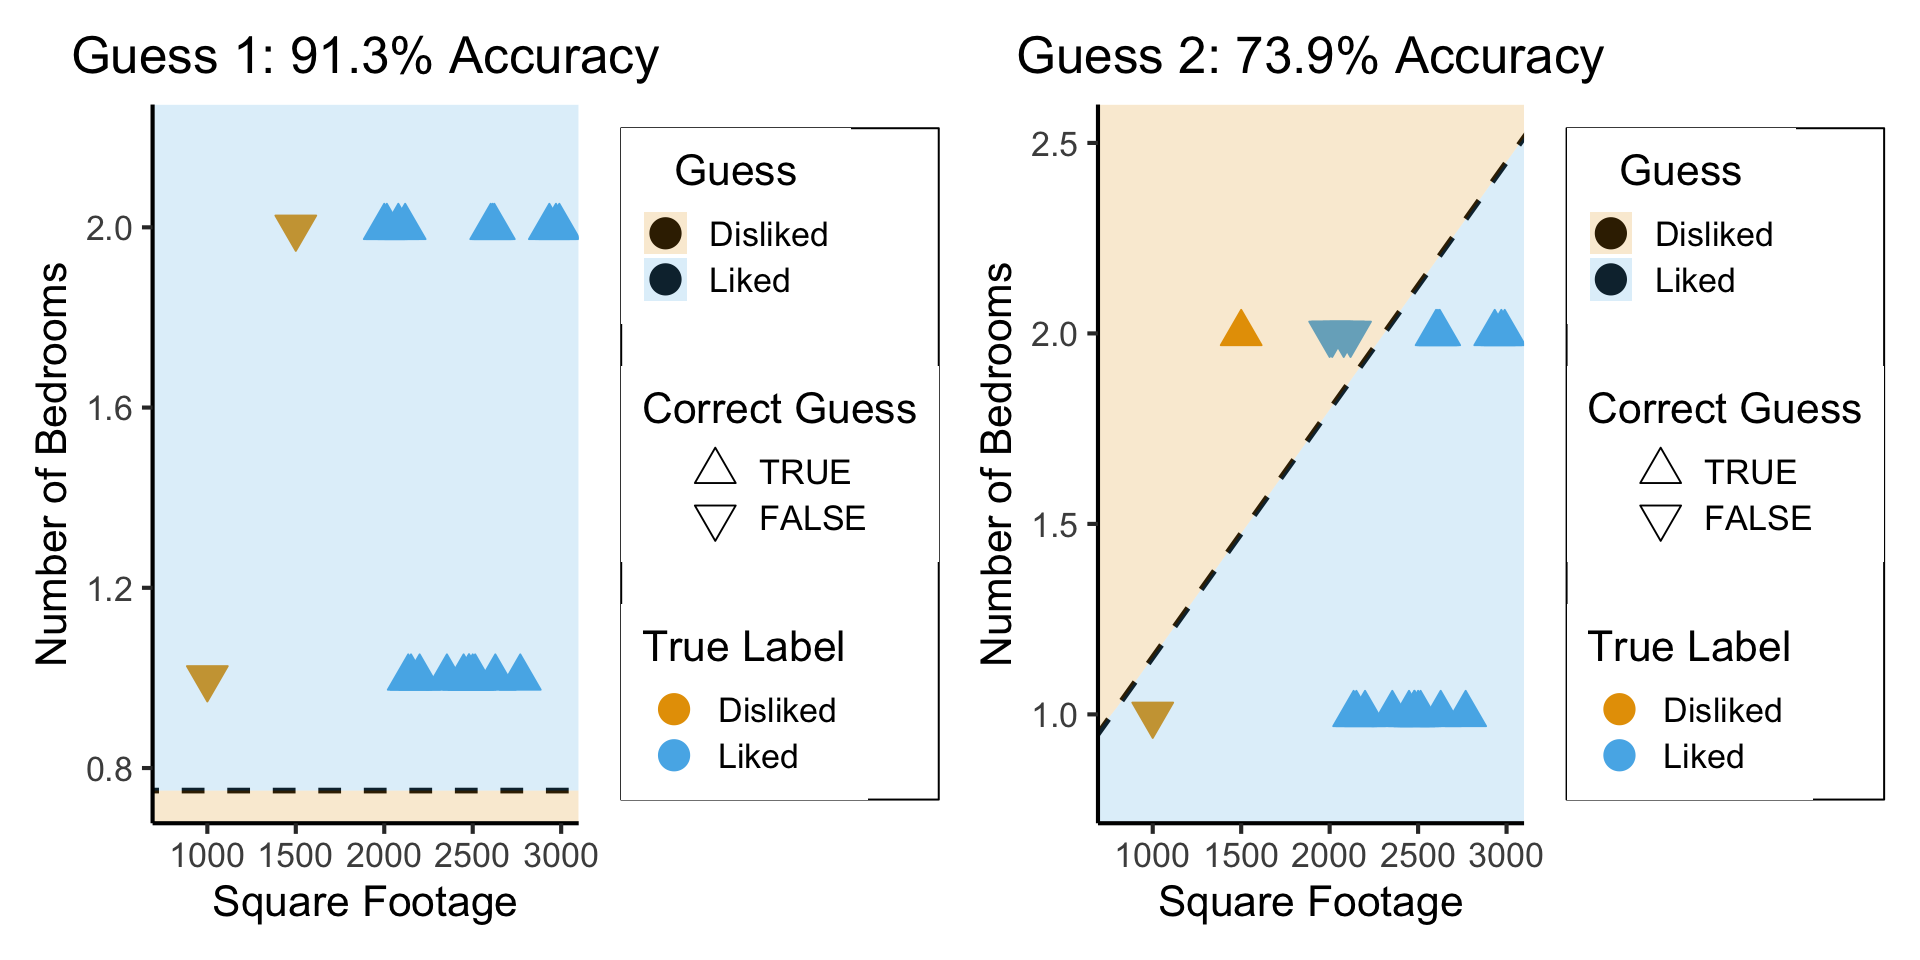 Guess 1: 91.3% Accuracy
Number of Bedrooms
2.0
1.6
1.2
0.8
1000 1500 2000 2500 3000
Square Footage
Guess
Disliked
Liked
Correct Guess
TRUE
FALSE
True Label
Disliked
Liked
Guess 2: 73.9% Accuracy
Number of Bedrooms
2.5
2.0
1.5
1.0
1000 1500 2000 2500 3000
Square Footage
Guess
Disliked
Liked
Correct Guess
TRUE
FALSE
True Label
Disliked
Liked